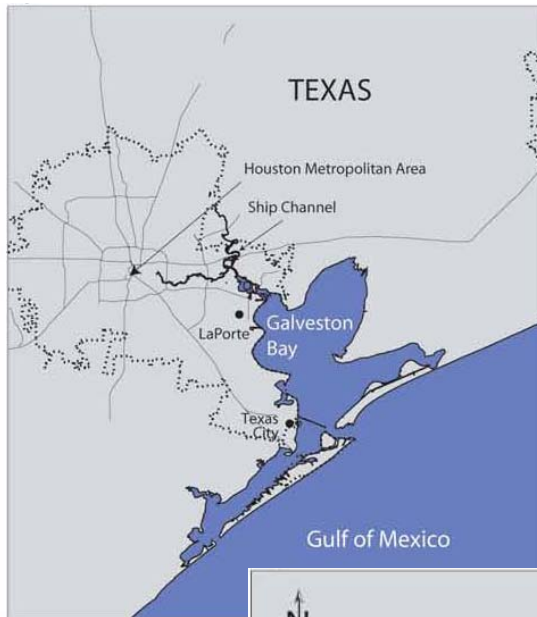 TEXAS
Houston Metropolitan Area
Ship Channel
LaPorte
Galveston
Bay
Texas
City
Gulf of Mexico
N